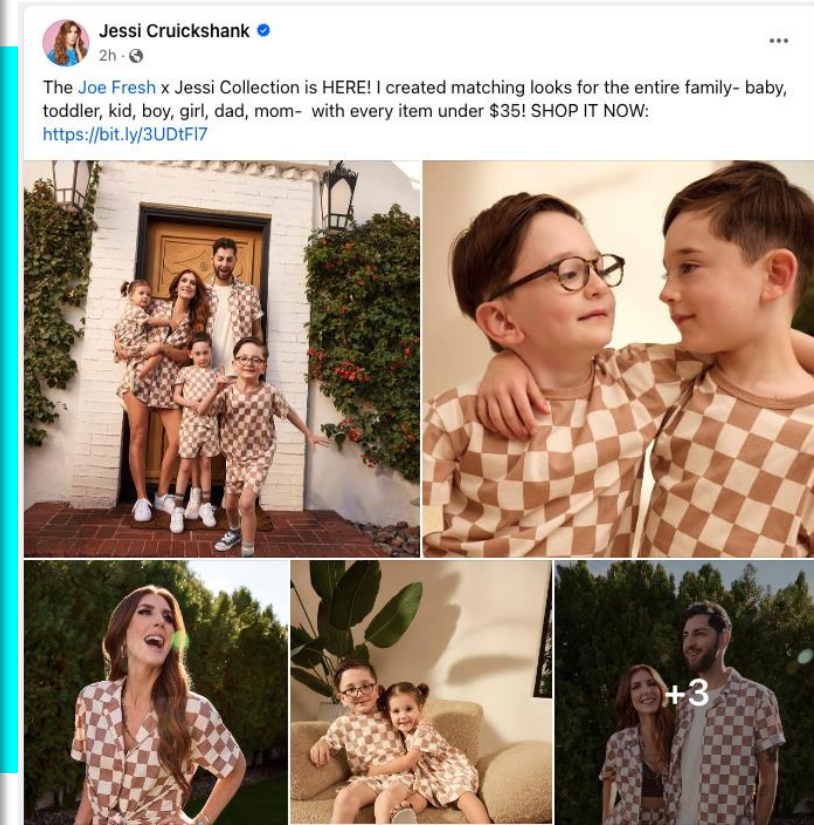 Jessi Cruickshank
2h ·
The Joe Fresh x Jessi Collection is HERE! I created matching looks for the entire family- baby,
toddler, kid, boy, girl, dad, mom-  with every item under $35! SHOP IT NOW:
https://bit.ly/3UDtFl7
+3